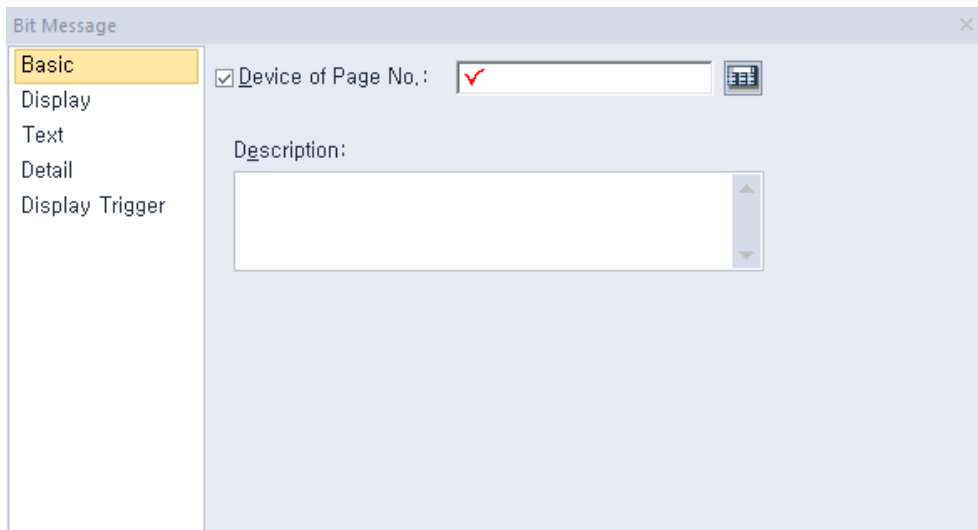 Bit Message
Basic
Display
Text
Detail
Display Trigger
Device of Page No.:
Description: